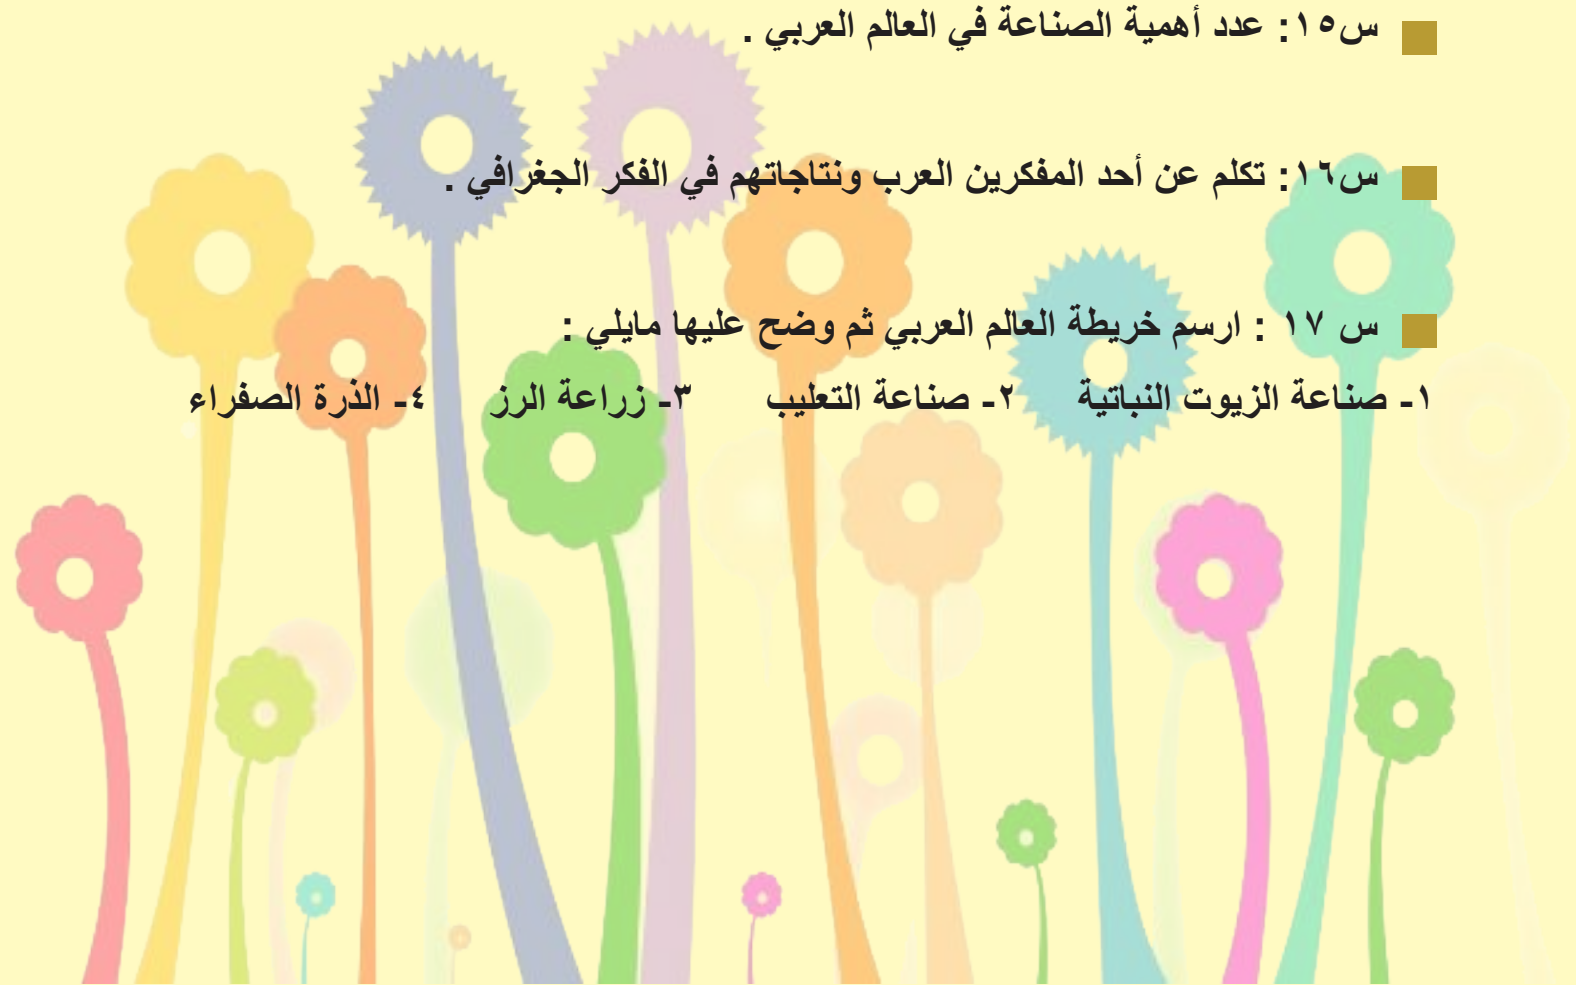 س١٥: عدد أهمية الصناعة في العالم العربي .
س١٦: تكلم عن أحد المفكرين العرب ونتاجاتهم في الفكر الجغرافي .
س ١٧ : ارسم خريطة العالم العربي ثم وضح عليها مايلي :
١- صناعة الزيوت النباتية ٢- صناعة التعليب ٣- زراعة الرز ٤- الذرة الصفراء